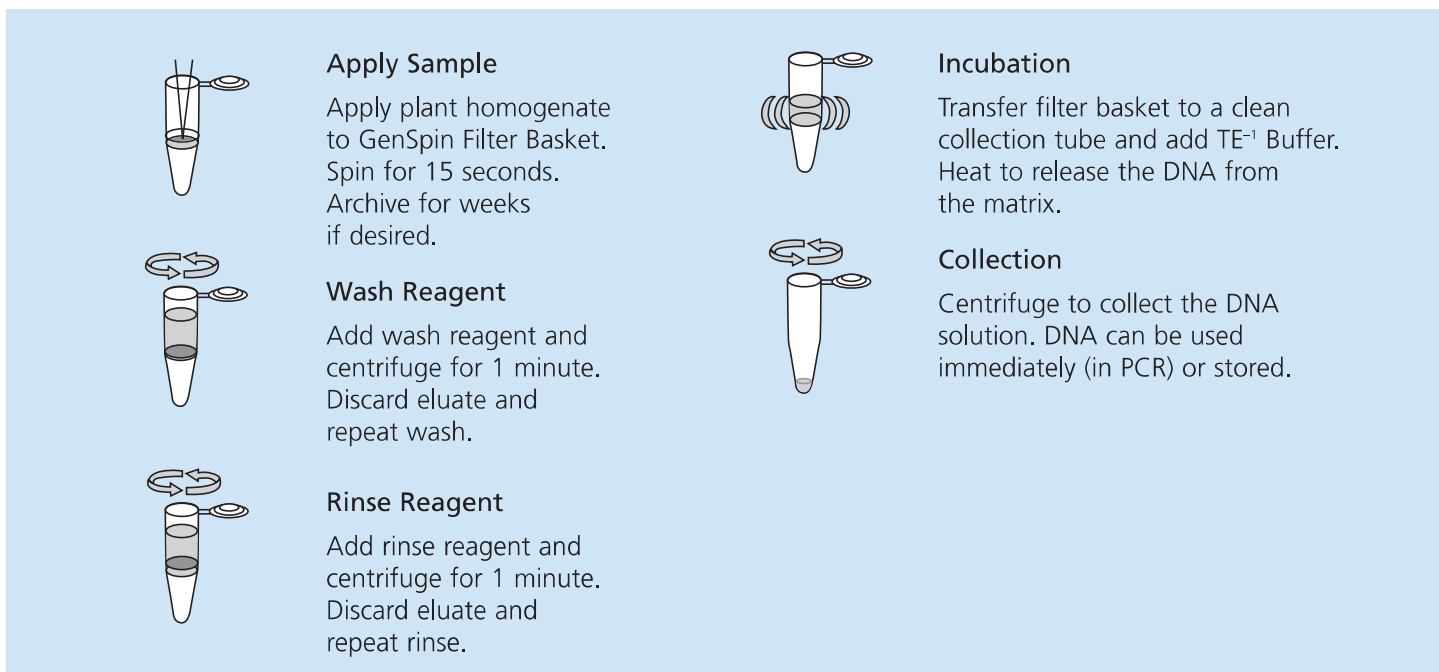 Apply Sample
Apply plant homogenate
to GenSpin Filter Basket.
Spin for 15 seconds.
Archive for weeks
if desired.
Wash Reagent
Add wash reagent and
centrifuge for 1 minute.
Discard eluate and
repeat wash.
Rinse Reagent
Add rinse reagent and
centrifuge for 1 minute.
Discard eluate and
repeat rinse.
Incubation
Transfer filter basket to a clean
collection tube and add TE⁻¹ Buffer.
Heat to release the DNA from
the matrix.
Collection
Centrifuge to collect the DNA
solution. DNA can be used
immediately (in PCR) or stored.